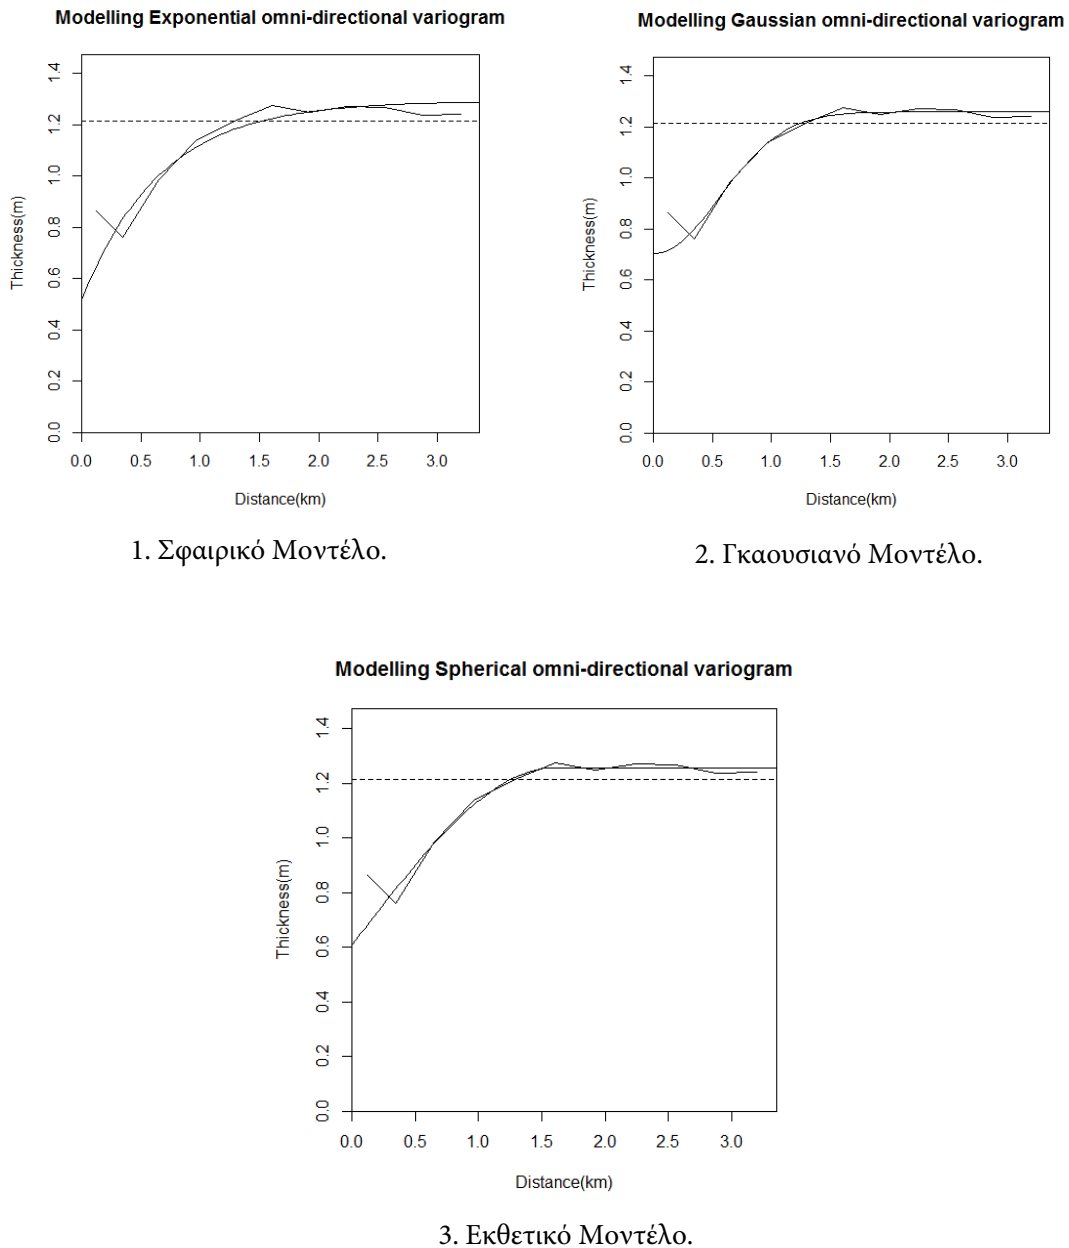 Modelling Exponential omni-directional variogram
Thickness(m)
1.4
1.2
1.0
0.8
0.6
0.4
0.2
0.0
0.0 0.5 1.0 1.5 2.0 2.5 3.0
Distance(km)
1. Σφαιρικό Μοντέλο.
Modelling Gaussian omni-directional variogram
Thickness(m)
1.4
1.2
1.0
0.8
0.6
0.4
0.2
0.0
0.0 0.5 1.0 1.5 2.0 2.5 3.0
Distance(km)
2. Γκαουσιανό Μοντέλο.
Modelling Spherical omni-directional variogram
Thickness(m)
1.4
1.2
1.0
0.8
0.6
0.4
0.2
0.0
0.0 0.5 1.0 1.5 2.0 2.5 3.0
Distance(km)
3. Εκθετικό Μοντέλο.